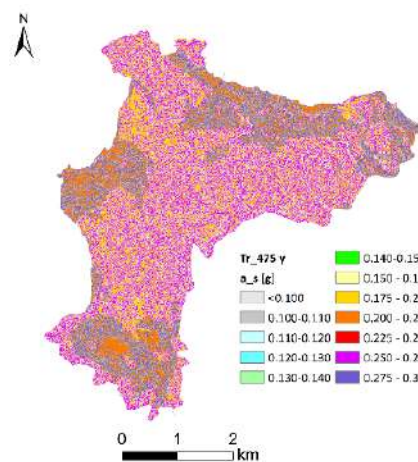 N
Tr_475 y
a_s [g]
<0.100
0.100-0.110
0.110-0.120
0.120-0.130
0.130-0.140
0.140-0.15
0.150 - 0.1
0.175 - 0.2
0.200 - 0.2
0.225 - 0.2
0.250 - 0.2
0.275 - 0.3
0 1 2
km